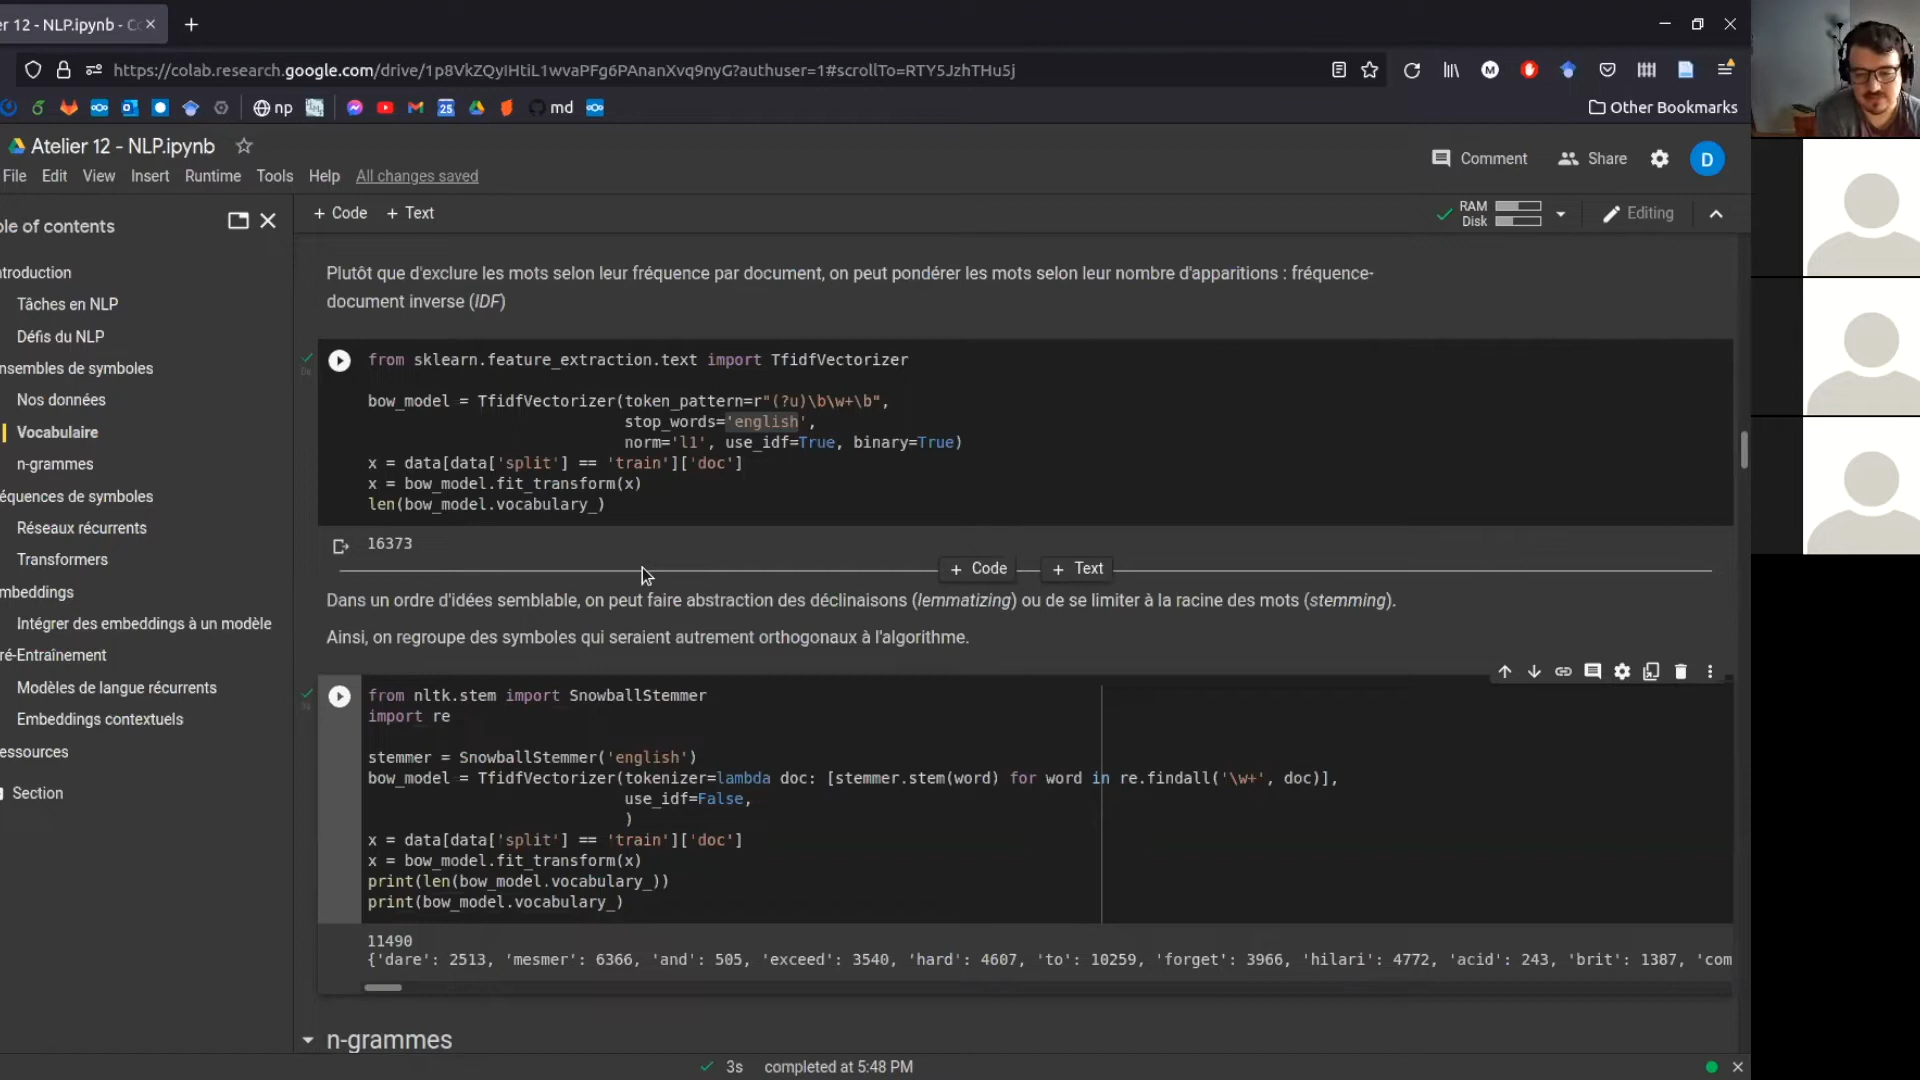 er 12 - NLP.ipynb - C
https://colab.research.google.com/drive/1p8VkZQyIHtiL1wvaPFg6PAnanXvq9nyG?authuser=1#scrollTo=RTY5JzhTHu5j
np
25
md
Other Bookmarks
Atelier 12 - NLP.ipynb
File Edit View Insert Runtime Tools Help All changes saved
Comment Share D
ble of contents
+ Code + Text
RAM
Disk
Editing
ntroduction
Tâches en NLP
Défis du NLP
nsembles de symboles
Nos données
Vocabulaire
n-grammes
équences de symboles
Réseaux récurrents
Transformers
mbeddings
Intégrer des embeddings à un modèle
ré-Entraînement
Modèles de langue récurrents
Embeddings contextuels
essources
Section
Plutôt que d'exclure les mots selon leur fréquence par document, on peut pondérer les mots selon leur nombre d'apparitions : fréquence-
document inverse (IDF)
from sklearn.feature_extraction.text import TfidfVectorizer
bow_model = TfidfVectorizer(token_pattern=r"(?u)\b\w+\b",
stop_words='english',
norm='l1', use_idf=True, binary=True)
x = data[data['split'] == 'train']['doc']
x = bow_model.fit_transform(x)
len(bow_model.vocabulary_)
16373
+ Code + Text
Dans un ordre d'idées semblable, on peut faire abstraction des déclinaisons (lemmatizing) ou de se limiter à la racine des mots (stemming).
Ainsi, on regroupe des symboles qui seraient autrement orthogonaux à l'algorithme.
from nltk.stem import SnowballStemmer
import re
stemmer = SnowballStemmer('english')
bow_model = TfidfVectorizer(tokenizer=lambda doc: [stemmer.stem(word) for word in re.findall('\w+', doc)],
use_idf=False,
)
x = data[data['split'] == 'train']['doc']
x = bow_model.fit_transform(x)
print(len(bow_model.vocabulary_))
print(bow_model.vocabulary_)
11490
{'dare': 2513, 'mesmer': 6366, 'and': 505, 'exceed': 3540, 'hard': 4607, 'to': 10259, 'forget': 3966, 'hilari': 4772, 'acid': 243, 'brit': 1387, 'com
n-grammes
3s completed at 5:48 PM